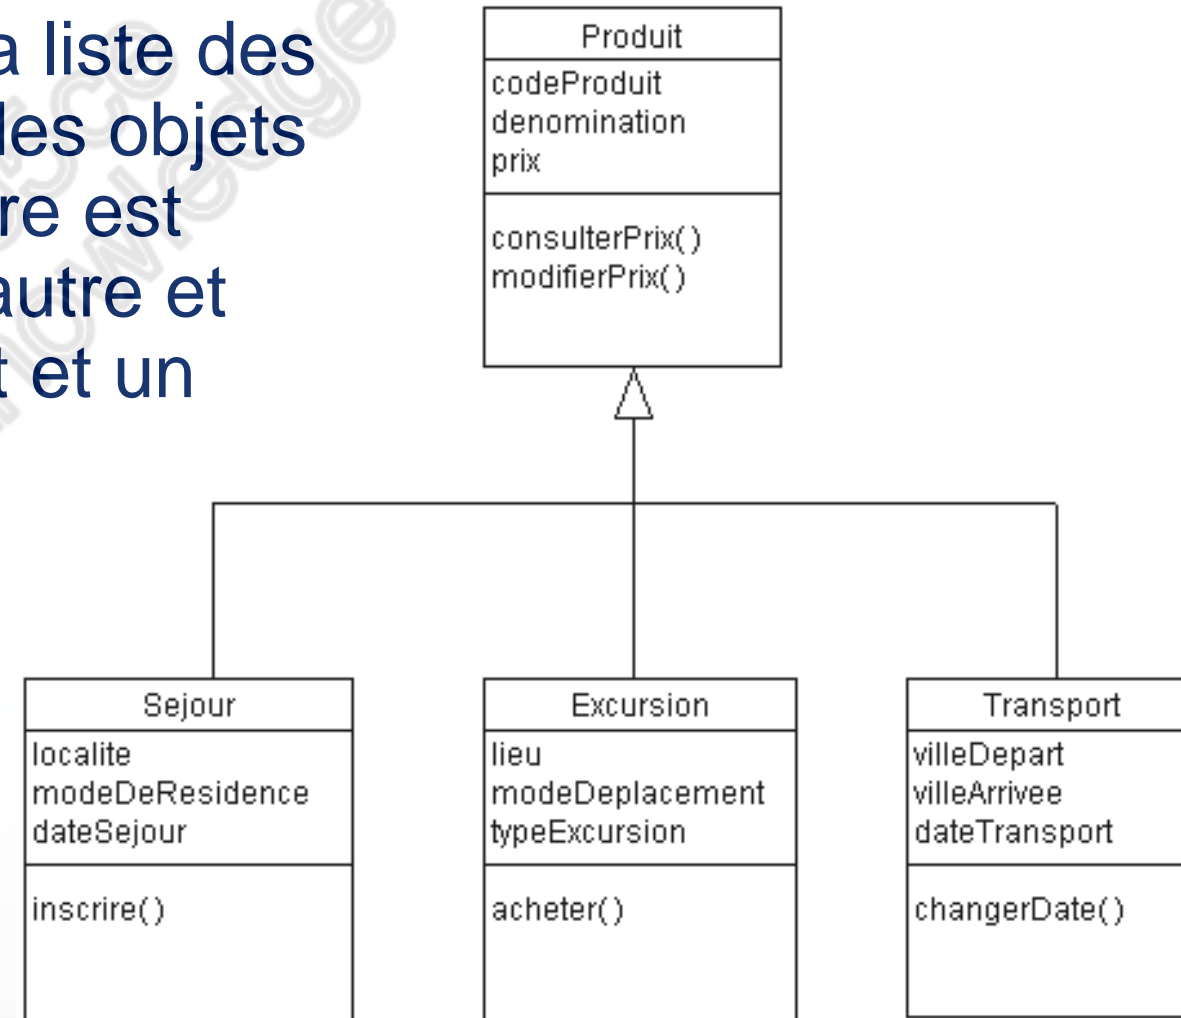 a liste des
des objets
re est
autre et
t et un
Produit
codeProduit
denomination
prix
consulterPrix()
modifierPrix()
Sejour
localite
modeDeResidence
dateSejour
inscrire()
Excursion
lieu
modeDeplacement
typeExcursion
acheter()
Transport
villeDepart
villeArrivee
dateTransport
changerDate()